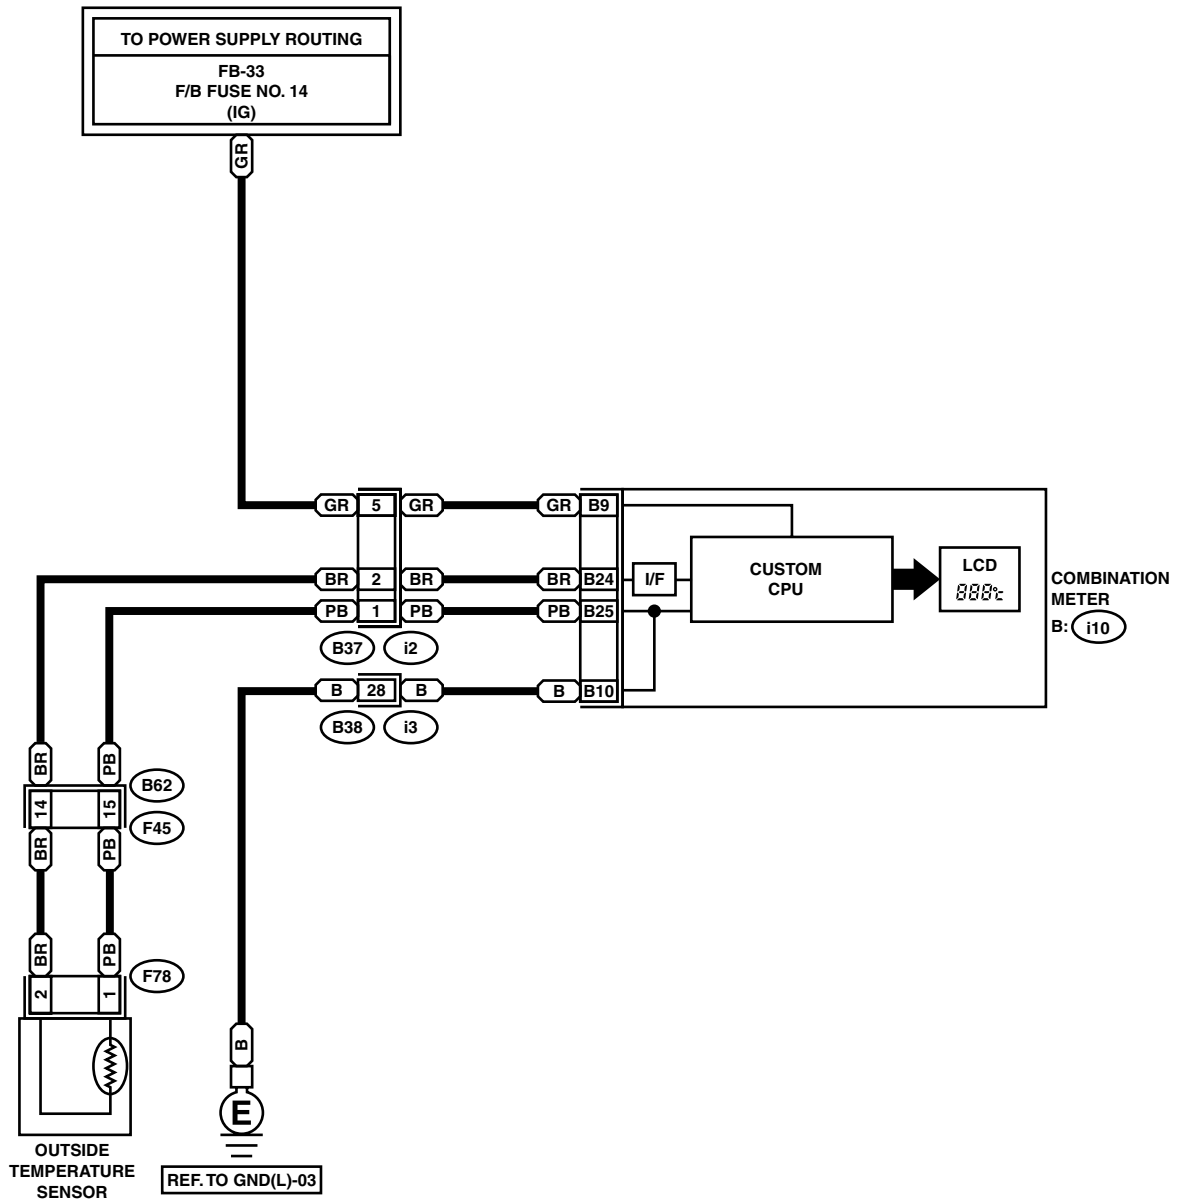 TO POWER SUPPLY ROUTING
FB-33
F/B FUSE NO. 14
(IG)
GR
GR 5 GR GR B9
BR 2 BR BR B24 I/F
PB 1 PB PB B25
CUSTOM
CPU
LCD
888°C
COMBINATION
METER
B: i10
B37 i2
B 28 B B B10
B38 i3
BR PB
B62
14 15
F45
BR PB
BR PB
F78
2 1
B
E
OUTSIDE
TEMPERATURE
SENSOR
REF. TO GND(L)-03